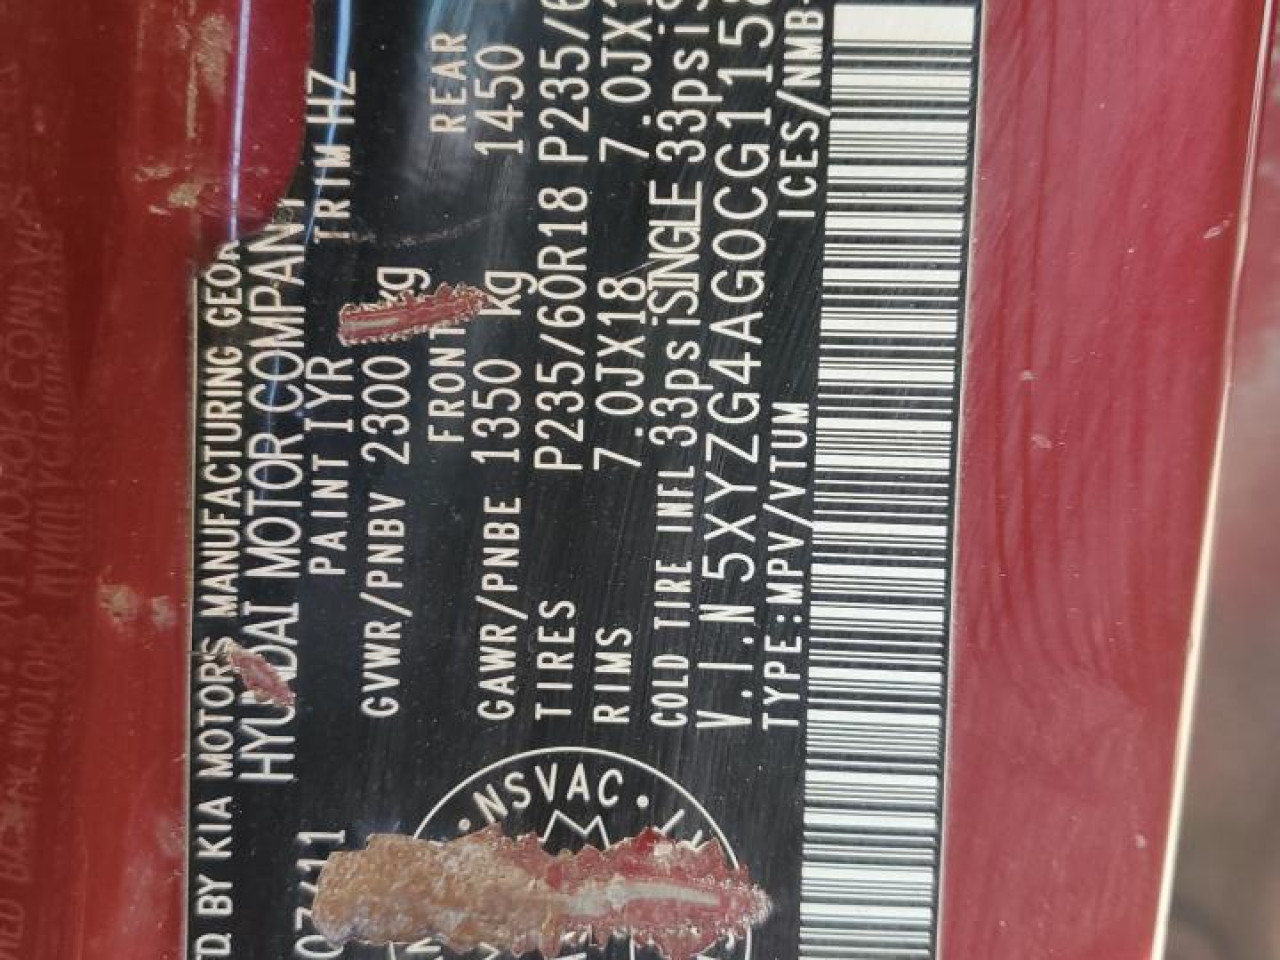 TD BY KIA MOTORS MANUFACTURING GEOR
HYUNDAI MOTOR COMPANY
07/11 PAINT IYR TRIM HZ
GVWR/PNBV 2300 kg
FRONT REAR
GAWR/PNBE 1350 kg 1450
TIRES P235/60R18 P235/6
RIMS 7.0JX18 7.0JX1
COLD TIRE INFL 33psi SINGLE 33psi S
V.I.N 5XYZG4AG0CG1158
TYPE:MPV/VTUM ICES/NMB-
NSVAC